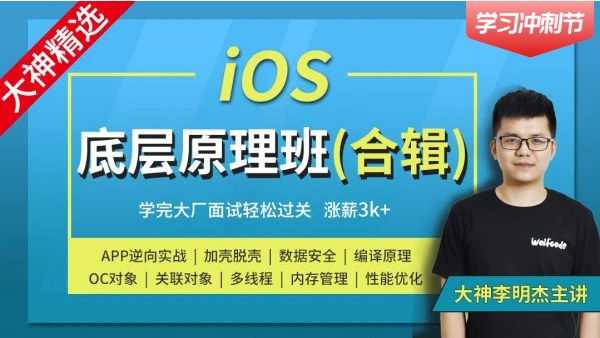 大神精选
学习冲刺节
iOS
底层原理班(合辑)
学完大厂面试轻松过关 涨薪3k+
APP逆向实战 | 加壳脱壳 | 数据安全 | 编译原理
OC对象 | 关联对象 | 多线程 | 内存管理 | 性能优化
wolfcode
大神李明杰主讲